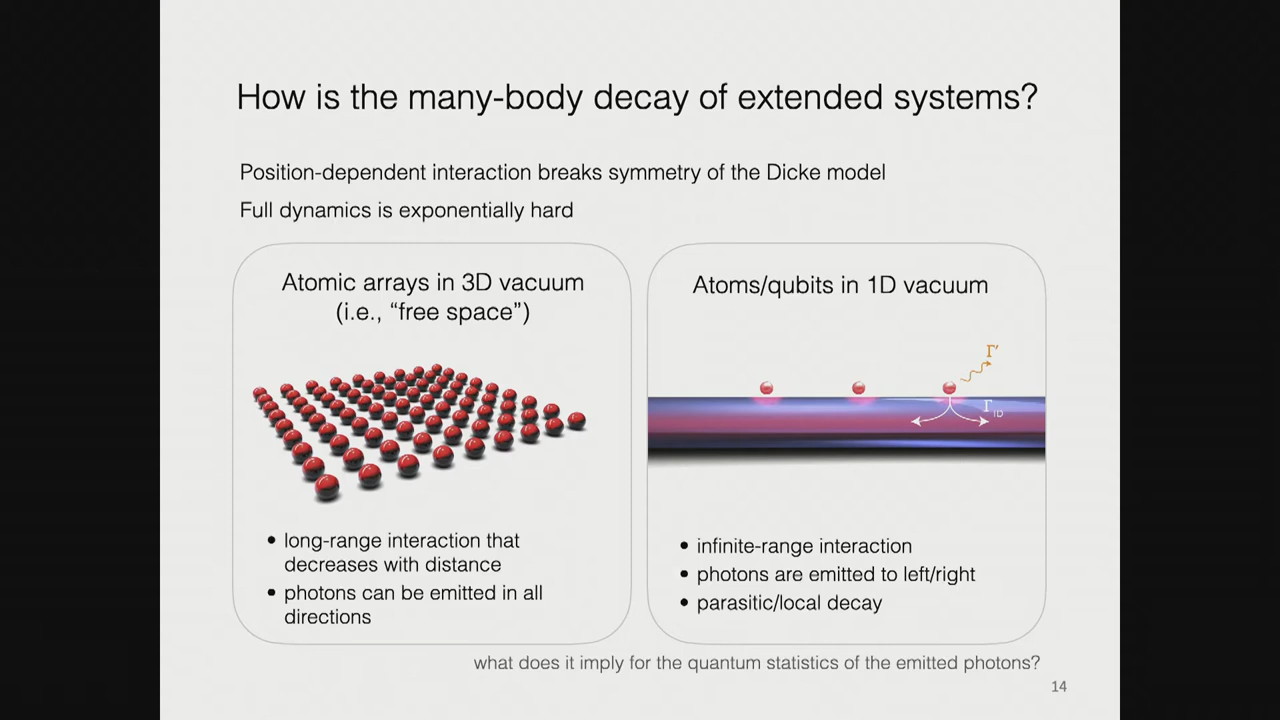 How is the many-body decay of extended systems?
Position-dependent interaction breaks symmetry of the Dicke model
Full dynamics is exponentially hard
Atomic arrays in 3D vacuum
(i.e., “free space”)
• long-range interaction that
decreases with distance
• photons can be emitted in all
directions
Atoms/qubits in 1D vacuum
Γ′
Γ1D
• infinite-range interaction
• photons are emitted to left/right
• parasitic/local decay
what does it imply for the quantum statistics of the emitted photons?
14